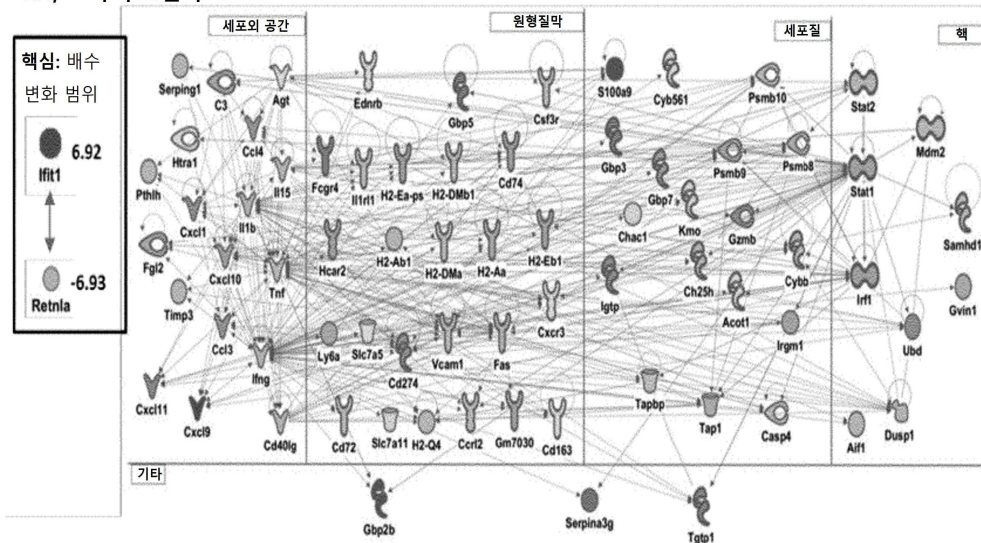 세포외 공간
원형질막
세포질
핵
핵심: 배수
변화 범위
6.92
Ifit1
-6.93
Retnla
Serping1
C3
Agt
Ednrb
Gbp5
Csf3r
S100a9
Cyb561
Psmb10
Stat2
Htra1
Ccl4
Il15
Fcgr4
Il1rl1
H2-Ea-ps
H2-DMb1
Cd74
Gbp3
Gbp7
Psmb9
Psmb8
Mdm2
Stat1
Pthlh
Cxcl1
Il1b
Chac1
Kmo
Gzmb
Samhd1
Fgl2
Cxcl10
Tnf
Hcar2
H2-Ab1
H2-DMa
H2-Aa
H2-Eb1
Igtp
Ch25h
Cybb
Irf1
Timp3
Cxcr3
Acot1
Gvin1
Ccl3
Ifng
Ly6a
Slc7a5
Cd274
Vcam1
Fas
Irgm1
Ubd
Cxcl11
Cxcl9
Cd40lg
Cd72
Slc7a11
H2-Q4
Ccrl2
Gm7030
Cd163
Tapbp
Tap1
Casp4
Aif1
Dusp1
기타
Gbp2b
Serpina3g
Tgtp1